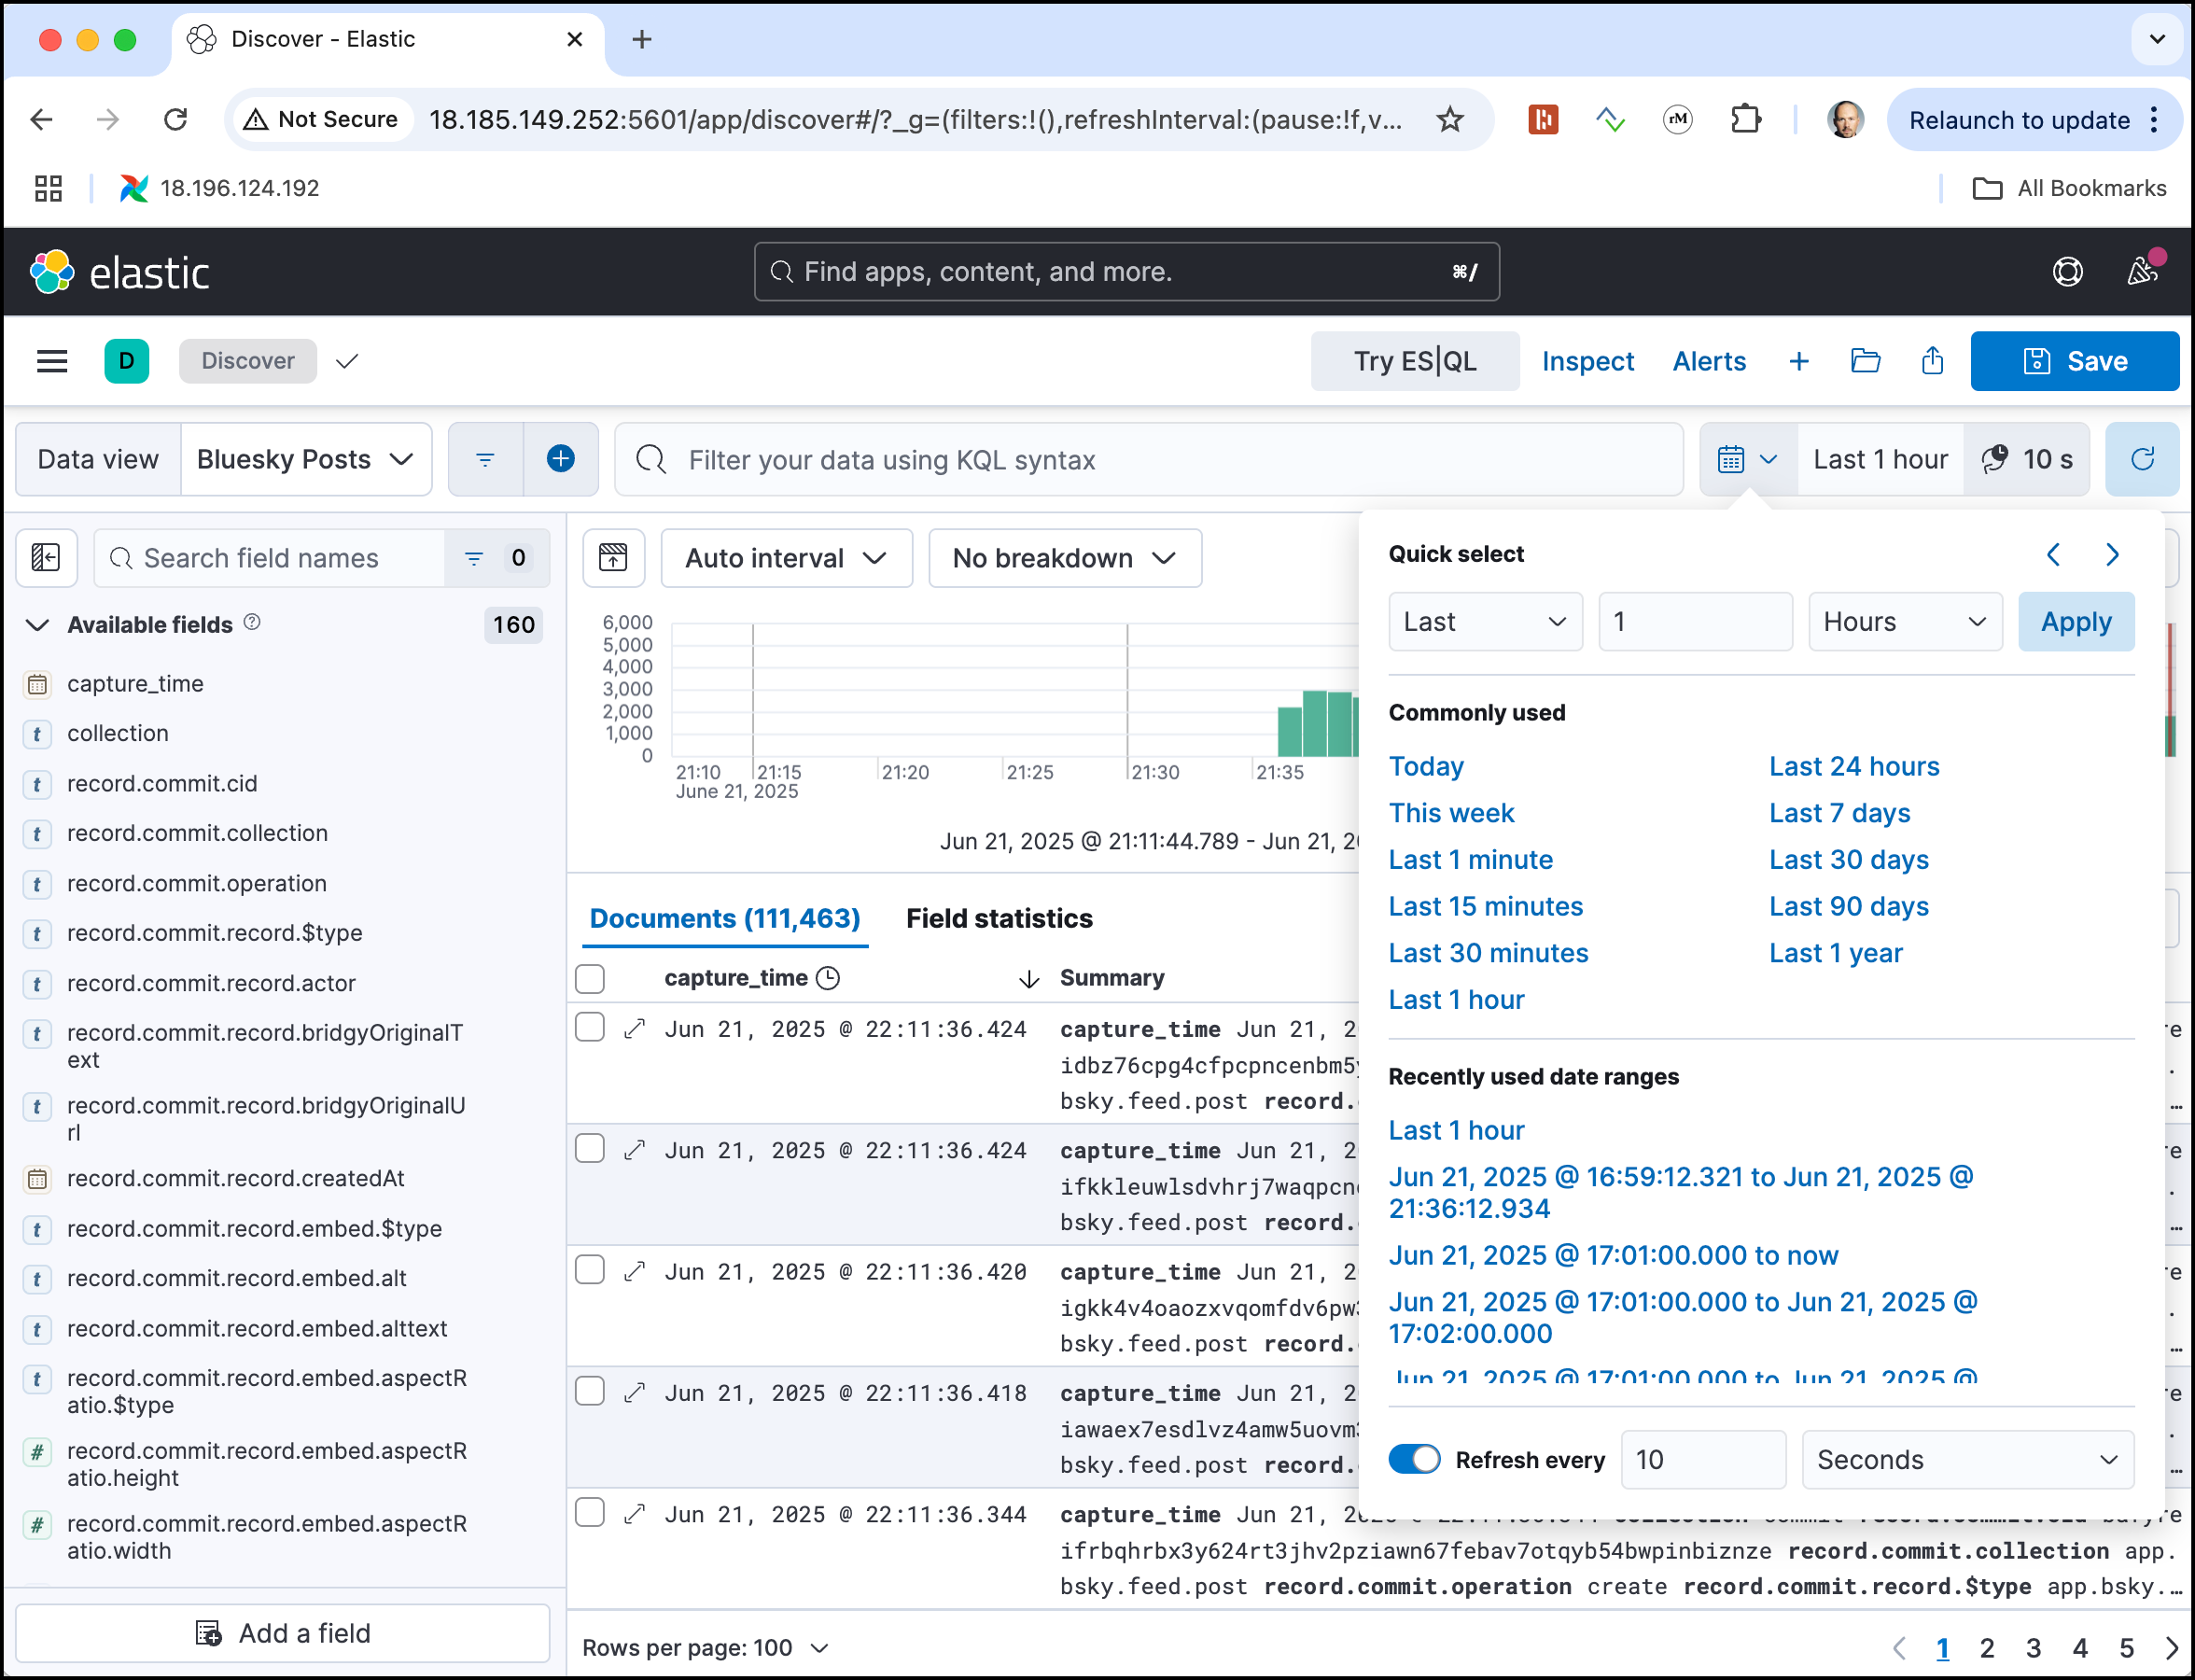 Discover - Elastic
Not Secure
18.185.149.252:5601/app/discover#/?_g=(filters:!(),refreshInterval:(pause:!f,v...
rM
Relaunch to update
18.196.124.192
All Bookmarks
elastic
Find apps, content, and more.
⌘/
D
Discover
Try ES|QL
Inspect
Alerts
Save
Data view
Bluesky Posts
Filter your data using KQL syntax
Last 1 hour
10 s
Search field names
0
Available fields
160
capture_time
t collection
t record.commit.cid
t record.commit.collection
t record.commit.operation
t record.commit.record.$type
t record.commit.record.actor
t record.commit.record.bridgyOriginalT
ext
t record.commit.record.bridgyOriginalU
rl
record.commit.record.createdAt
t record.commit.record.embed.$type
t record.commit.record.embed.alt
t record.commit.record.embed.alttext
t record.commit.record.embed.aspectR
atio.$type
# record.commit.record.embed.aspectR
atio.height
# record.commit.record.embed.aspectR
atio.width
Add a field
Auto interval
No breakdown
6,000
5,000
4,000
3,000
2,000
1,000
0
21:10 21:15 21:20 21:25 21:30 21:35
June 21, 2025
Jun 21, 2025 @ 21:11:44.789 - Jun 21, 2
Documents (111,463)
Field statistics
capture_time
Summary
Jun 21, 2025 @ 22:11:36.424
capture_time Jun 21, 2
idbz76cpg4cfpcpncenbm5
bsky.feed.post record.
Jun 21, 2025 @ 22:11:36.424
capture_time Jun 21, 2
ifkkleuwlsdvhrj7waqpcn
bsky.feed.post record.
Jun 21, 2025 @ 22:11:36.420
capture_time Jun 21, 2
igkk4v4oaozxvqomfdv6pw
bsky.feed.post record.
Jun 21, 2025 @ 22:11:36.418
capture_time Jun 21, 2
iawaex7esdlvz4amw5uovm
bsky.feed.post record.
Jun 21, 2025 @ 22:11:36.344
capture_time Jun 21,
ifrbqhrbx3y624rt3jhv2pziawn67febav7otqyb54bwpinbiznze record.commit.collection app.
bsky.feed.post record.commit.operation create record.commit.record.$type app.bsky.…
Rows per page: 100
1 2 3 4 5
Quick select
Last
1
Hours
Apply
Commonly used
Today
Last 24 hours
This week
Last 7 days
Last 1 minute
Last 30 days
Last 15 minutes
Last 90 days
Last 30 minutes
Last 1 year
Last 1 hour
Recently used date ranges
Last 1 hour
Jun 21, 2025 @ 16:59:12.321 to Jun 21, 2025 @
21:36:12.934
Jun 21, 2025 @ 17:01:00.000 to now
Jun 21, 2025 @ 17:01:00.000 to Jun 21, 2025 @
17:02:00.000
Jun 21, 2025 @ 17:01:00.000 to Jun 21, 2025 @
Refresh every
10
Seconds